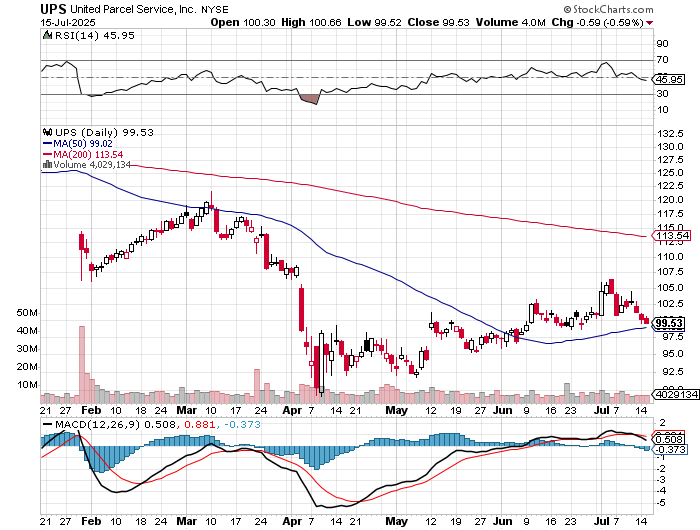 UPS United Parcel Service, Inc. NYSE
© StockCharts.com
15-Jul-2025
Open 100.30 High 100.66 Low 99.52 Close 99.53 Volume 4.0M Chg -0.59 (-0.59%)
RSI(14) 45.95
90
70
45.95
30
10
UPS (Daily) 99.53
MA(50) 99.02
MA(200) 113.54
Volume 4,029,134
132.5
130.0
127.5
125.0
122.5
120.0
117.5
115.0
113.54
112.5
110.0
107.5
105.0
102.5
100.0
99.53
97.5
95.0
92.5
90.0
50M
40M
30M
20M
10M
4029134
21 27 Feb 10 18 24 Mar 10 17 24 Apr 7 14 21 May 12 19 27 Jun 9 16 23 Jul 7 14
MACD(12,26,9) 0.508, 0.881, -0.373
2
0.508
-0.373
-1
-2
-3
-4
-5
21 27 Feb 10 18 24 Mar 10 17 24 Apr 7 14 21 May 12 19 27 Jun 9 16 23 Jul 7 14